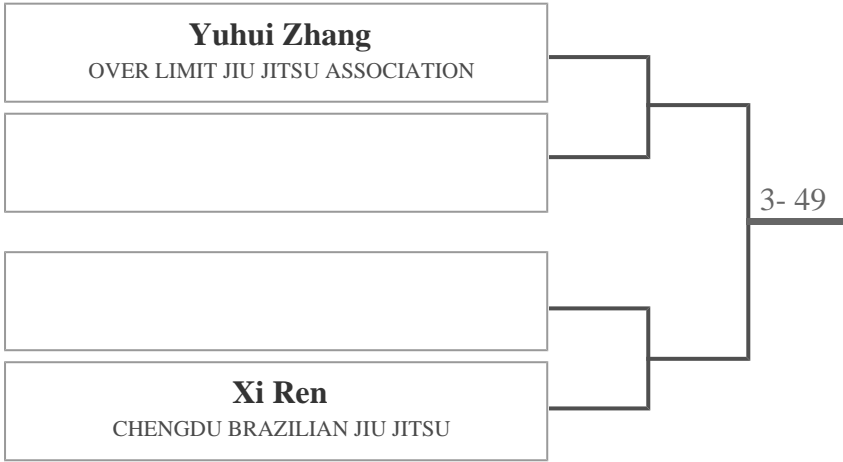 Yuhui Zhang
OVER LIMIT JIU JITSU ASSOCIATION
3- 49
Xi Ren
CHENGDU BRAZILIAN JIU JITSU